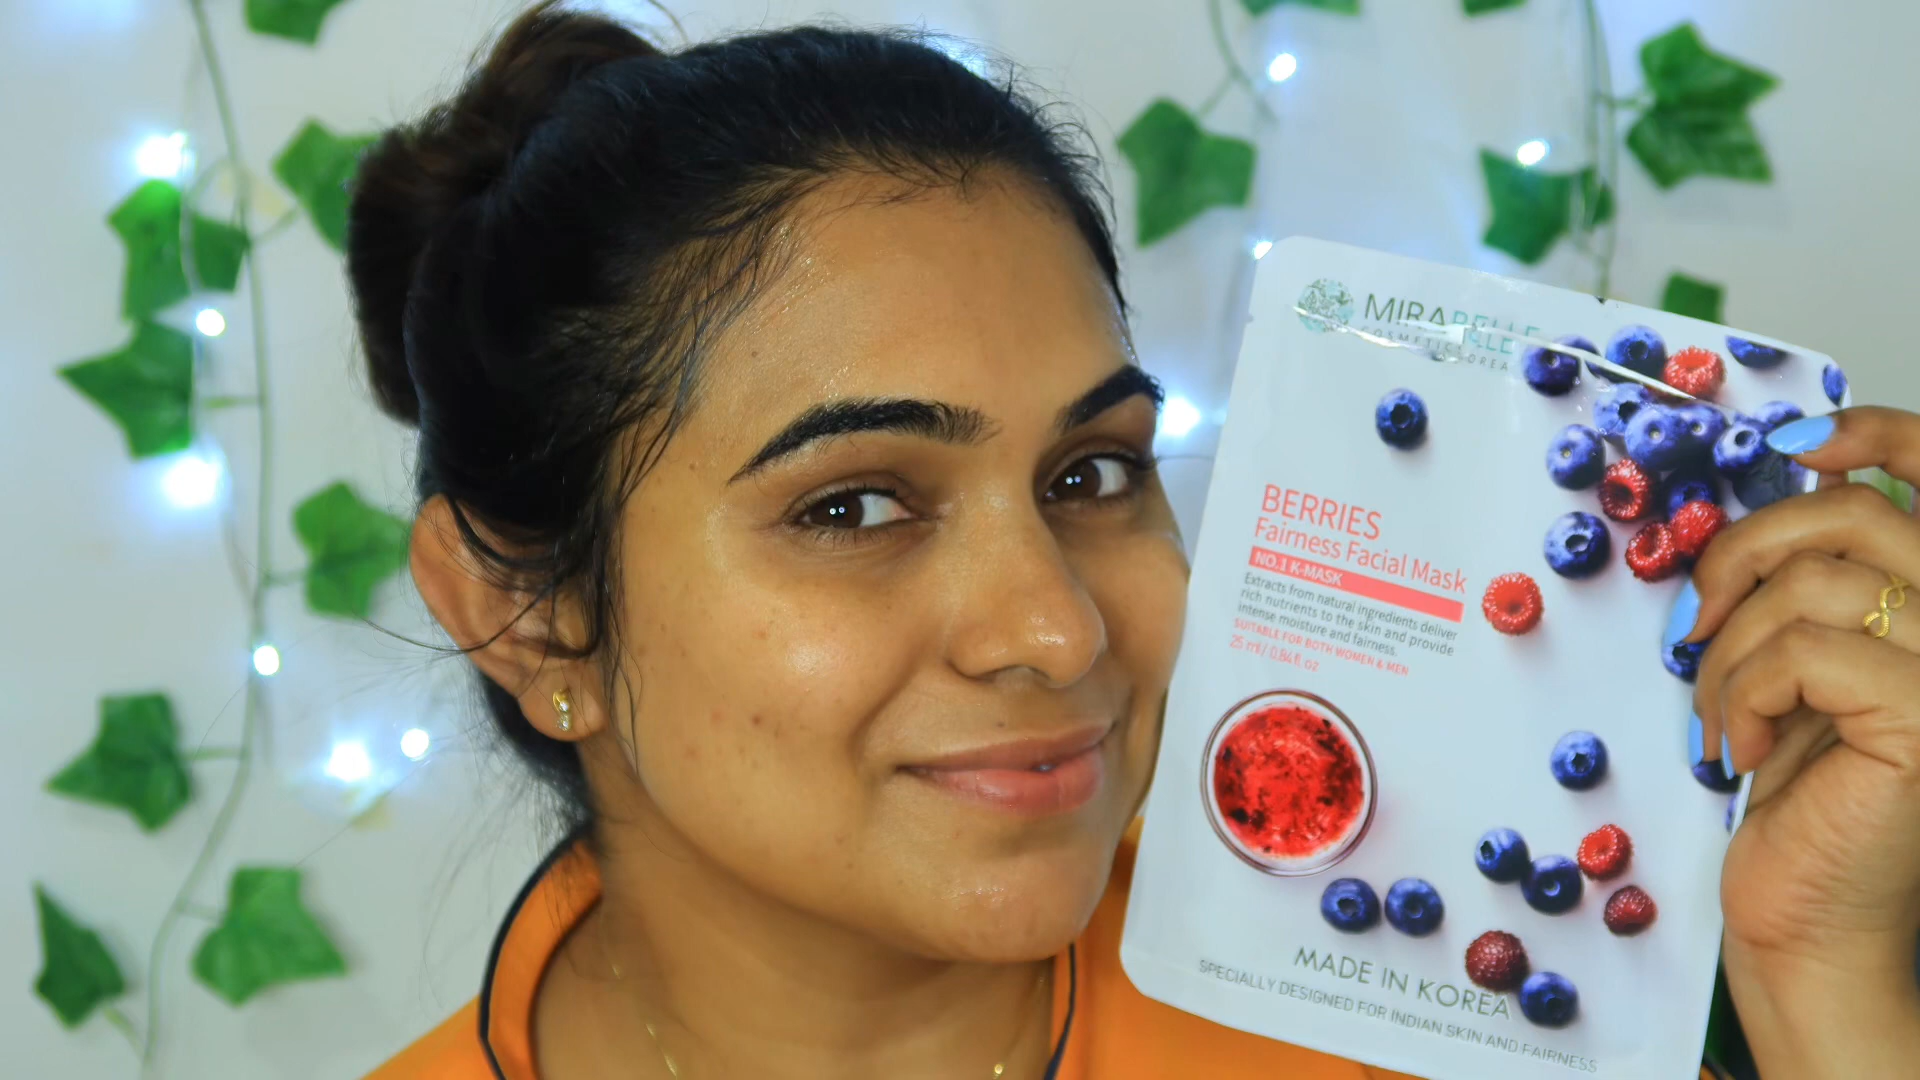 MIRABELLE
COSMETICS KOREA
BERRIES
Fairness Facial Mask
NO.1 K-MASK
Extracts from natural ingredients deliver
rich nutrients to the skin and provide
intense moisture and fairness.
SUITABLE FOR BOTH WOMEN & MEN
25 ml / 0.84 fl. oz
MADE IN KOREA
SPECIALLY DESIGNED FOR INDIAN SKIN AND FAIRNESS